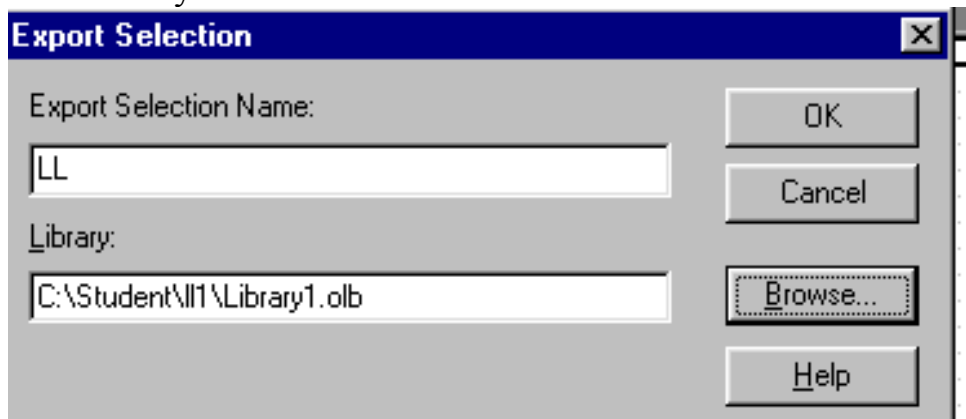 Export Selection
Export Selection Name:
OK
LL
Cancel
Library:
C:\Student\ll1\Library1.olb
Browse...
Help